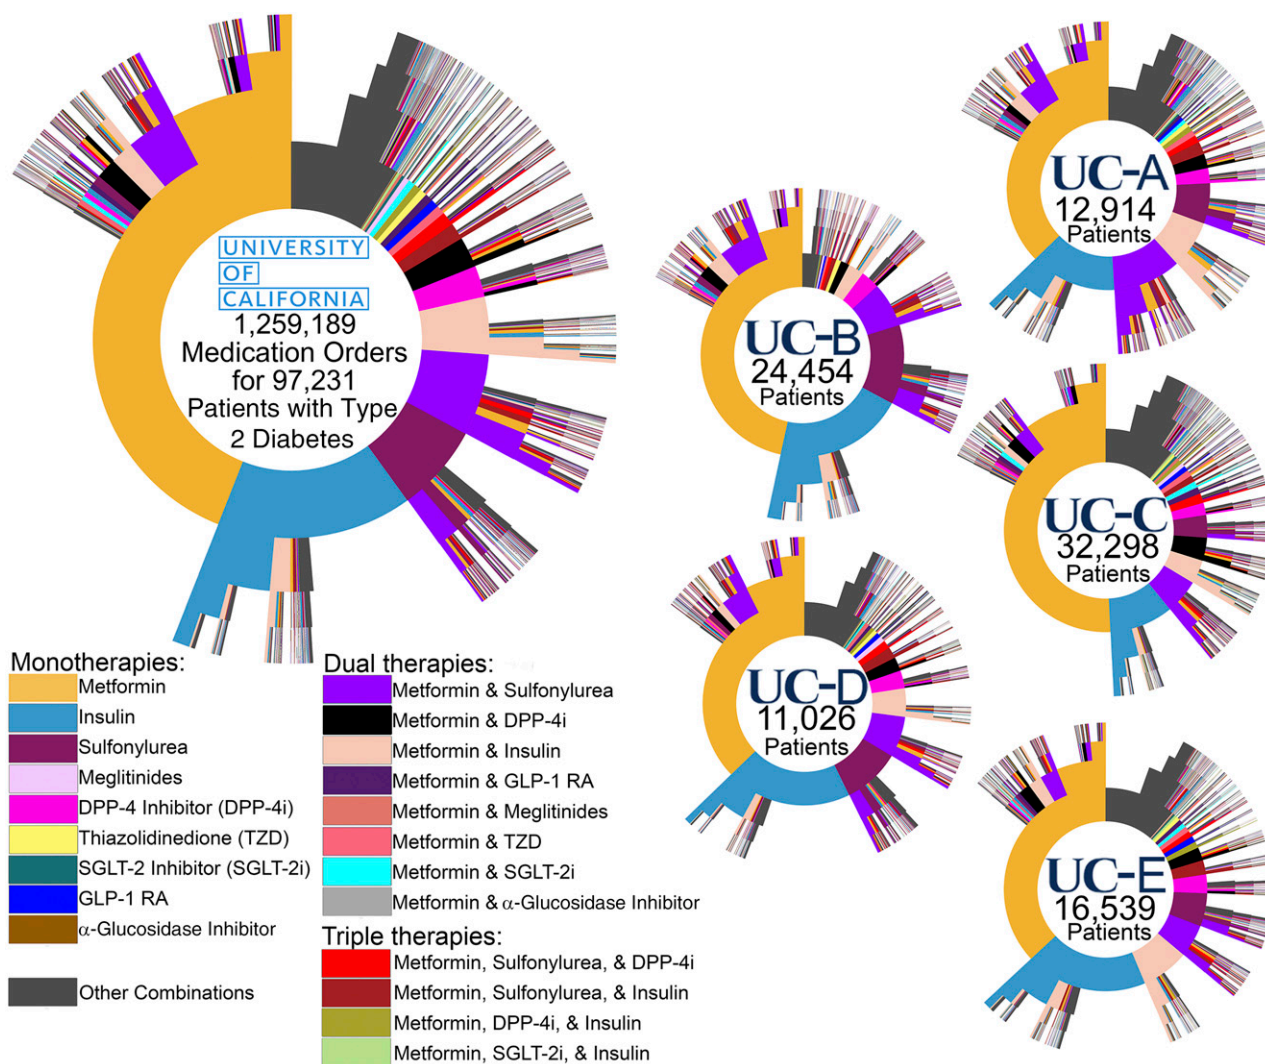 UNIVERSITY
OF
CALIFORNIA
1,259,189
Medication Orders
for 97,231
Patients with Type
2 Diabetes
UC-A
12,914
Patients
UC-B
24,454
Patients
UC-C
32,298
Patients
UC-D
11,026
Patients
UC-E
16,539
Patients
Monotherapies:
Metformin
Insulin
Sulfonylurea
Meglitinides
DPP-4 Inhibitor (DPP-4i)
Thiazolidinedione (TZD)
SGLT-2 Inhibitor (SGLT-2i)
GLP-1 RA
α-Glucosidase Inhibitor
Other Combinations
Dual therapies:
Metformin & Sulfonylurea
Metformin & DPP-4i
Metformin & Insulin
Metformin & GLP-1 RA
Metformin & Meglitinides
Metformin & TZD
Metformin & SGLT-2i
Metformin & α-Glucosidase Inhibitor
Triple therapies:
Metformin, Sulfonylurea, & DPP-4i
Metformin, Sulfonylurea, & Insulin
Metformin, DPP-4i, & Insulin
Metformin, SGLT-2i, & Insulin